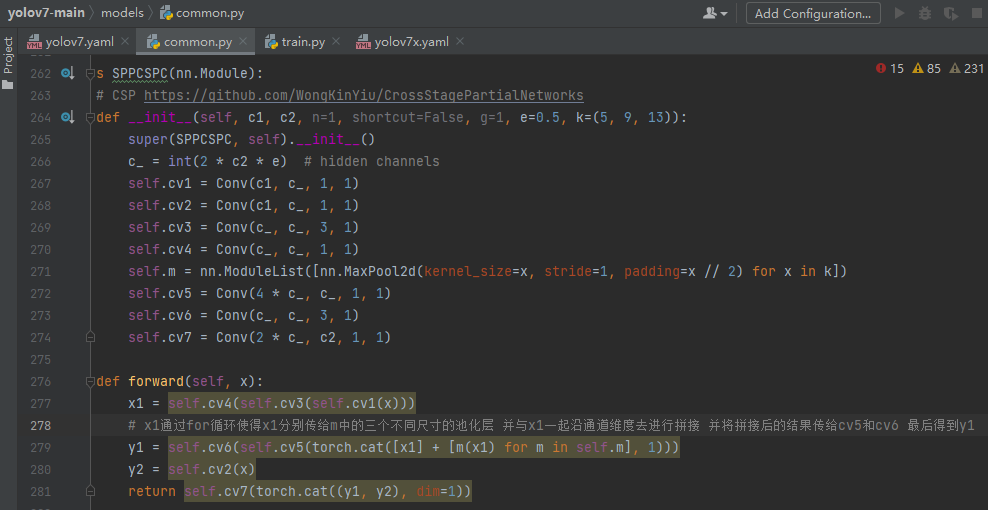 yolov7-main models common.py
Add Configuration...
Project
yolov7.yaml common.py train.py yolov7x.yaml
15 85 231
262 s SPPCSPC(nn.Module):
263 # CSP https://github.com/WongKinYiu/CrossStagePartialNetworks
264 def __init__(self, c1, c2, n=1, shortcut=False, g=1, e=0.5, k=(5, 9, 13)):
265 super(SPPCSPC, self).__init__()
266 c_ = int(2 * c2 * e)  # hidden channels
267 self.cv1 = Conv(c1, c_, 1, 1)
268 self.cv2 = Conv(c1, c_, 1, 1)
269 self.cv3 = Conv(c_, c_, 3, 1)
270 self.cv4 = Conv(c_, c_, 1, 1)
271 self.m = nn.ModuleList([nn.MaxPool2d(kernel_size=x, stride=1, padding=x // 2) for x in k])
272 self.cv5 = Conv(4 * c_, c_, 1, 1)
273 self.cv6 = Conv(c_, c_, 3, 1)
274 self.cv7 = Conv(2 * c_, c2, 1, 1)
275
276 def forward(self, x):
277 x1 = self.cv4(self.cv3(self.cv1(x)))
278 # x1通过for循环使得x1分别传给m中的三个不同尺寸的池化层 并与x1一起沿通道维度去进行拼接 并将拼接后的结果传给cv5和cv6 最后得到y1
279 y1 = self.cv6(self.cv5(torch.cat([x1] + [m(x1) for m in self.m], 1)))
280 y2 = self.cv2(x)
281 return self.cv7(torch.cat((y1, y2), dim=1))